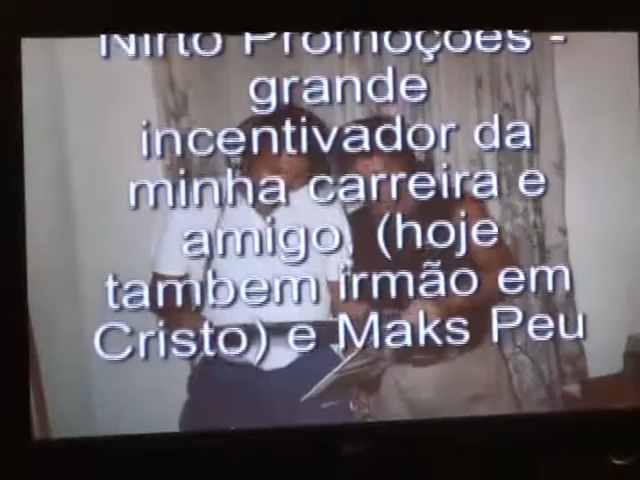 Nirto Promoções -
grande
incentivador da
minha carreira e
amigo (hoje
tambem irmão em
Cristo) e Maks Peu